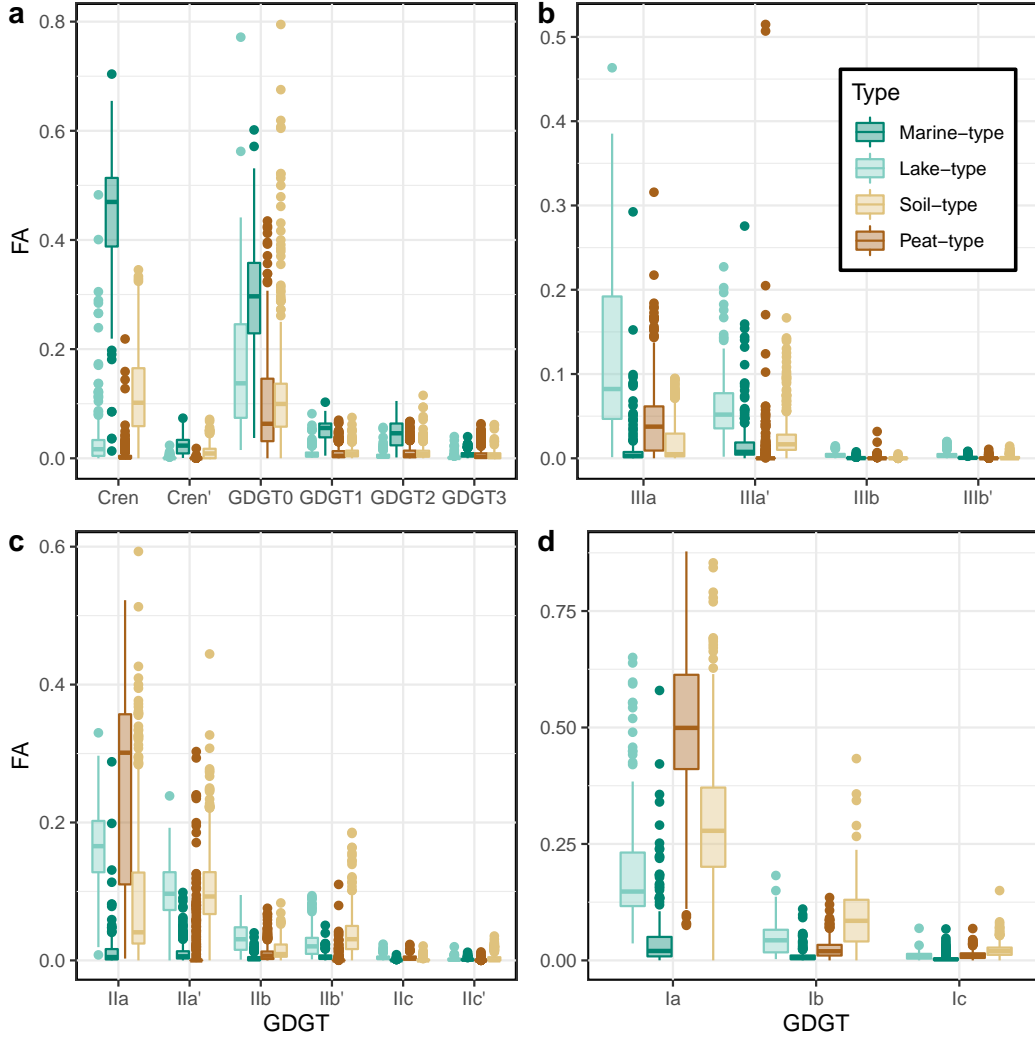 a
0.8
0.6
0.4
0.2
0.0
FA
Cren
Cren'
GDGT0
GDGT1
GDGT2
GDGT3
b
0.5
0.4
0.3
0.2
0.1
0.0
Type
Marine−type
Lake−type
Soil−type
Peat−type
IIIa
IIIa'
IIIb
IIIb'
c
0.6
0.4
0.2
0.0
FA
IIa
IIa'
IIb
IIb'
IIc
IIc'
GDGT
d
0.75
0.50
0.25
0.00
Ia
Ib
Ic
GDGT